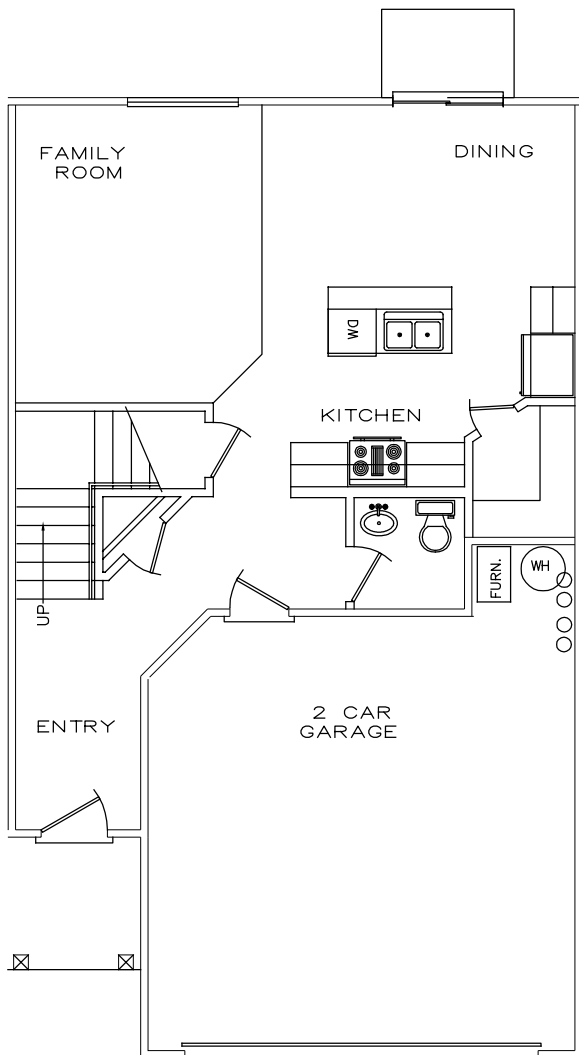 FAMILY
ROOM
DINING
DW
KITCHEN
FURN.
WH
UP
ENTRY
2 CAR
GARAGE